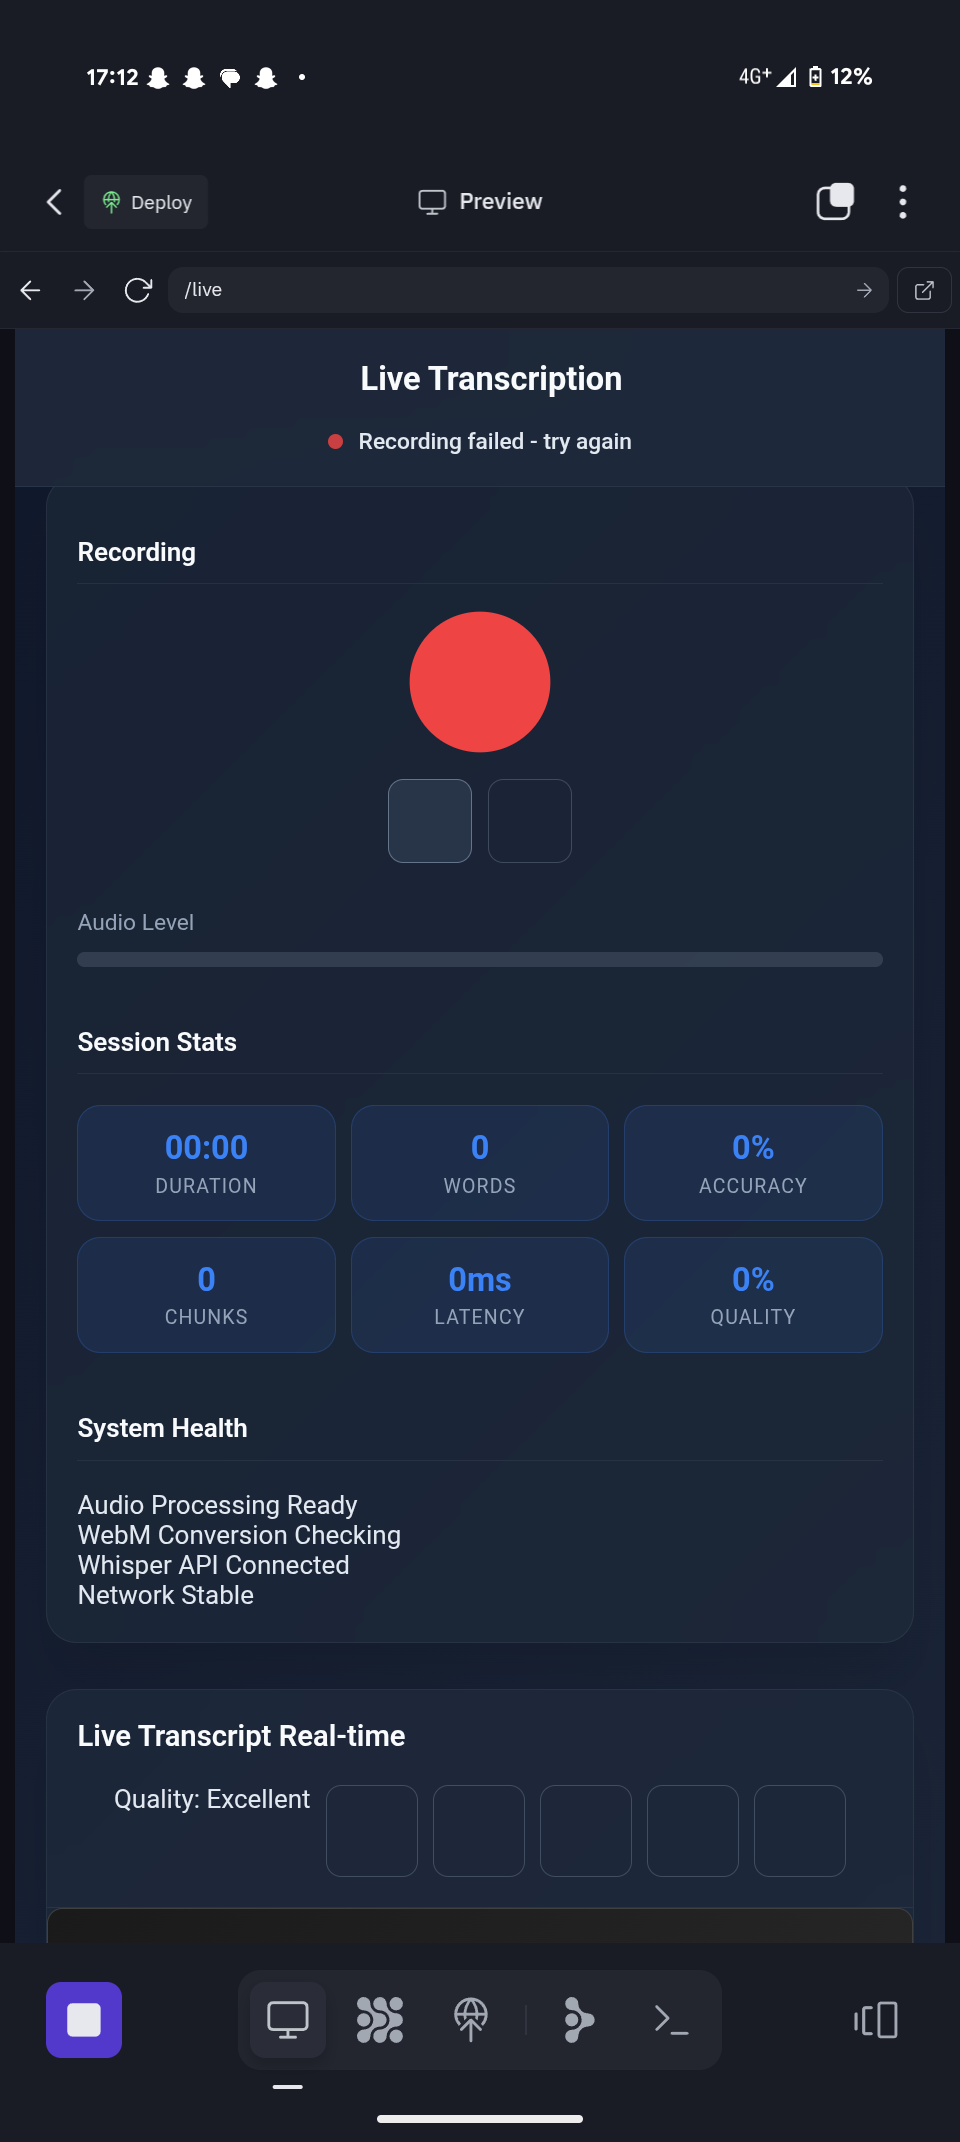 17:12
4G+ 12%
Deploy
Preview
/live
Live Transcription
Recording failed - try again
Recording
Audio Level
Session Stats
00:00 0 0%
DURATION WORDS ACCURACY
0 0ms 0%
CHUNKS LATENCY QUALITY
System Health
Audio Processing Ready
WebM Conversion Checking
Whisper API Connected
Network Stable
Live Transcript Real-time
Quality: Excellent